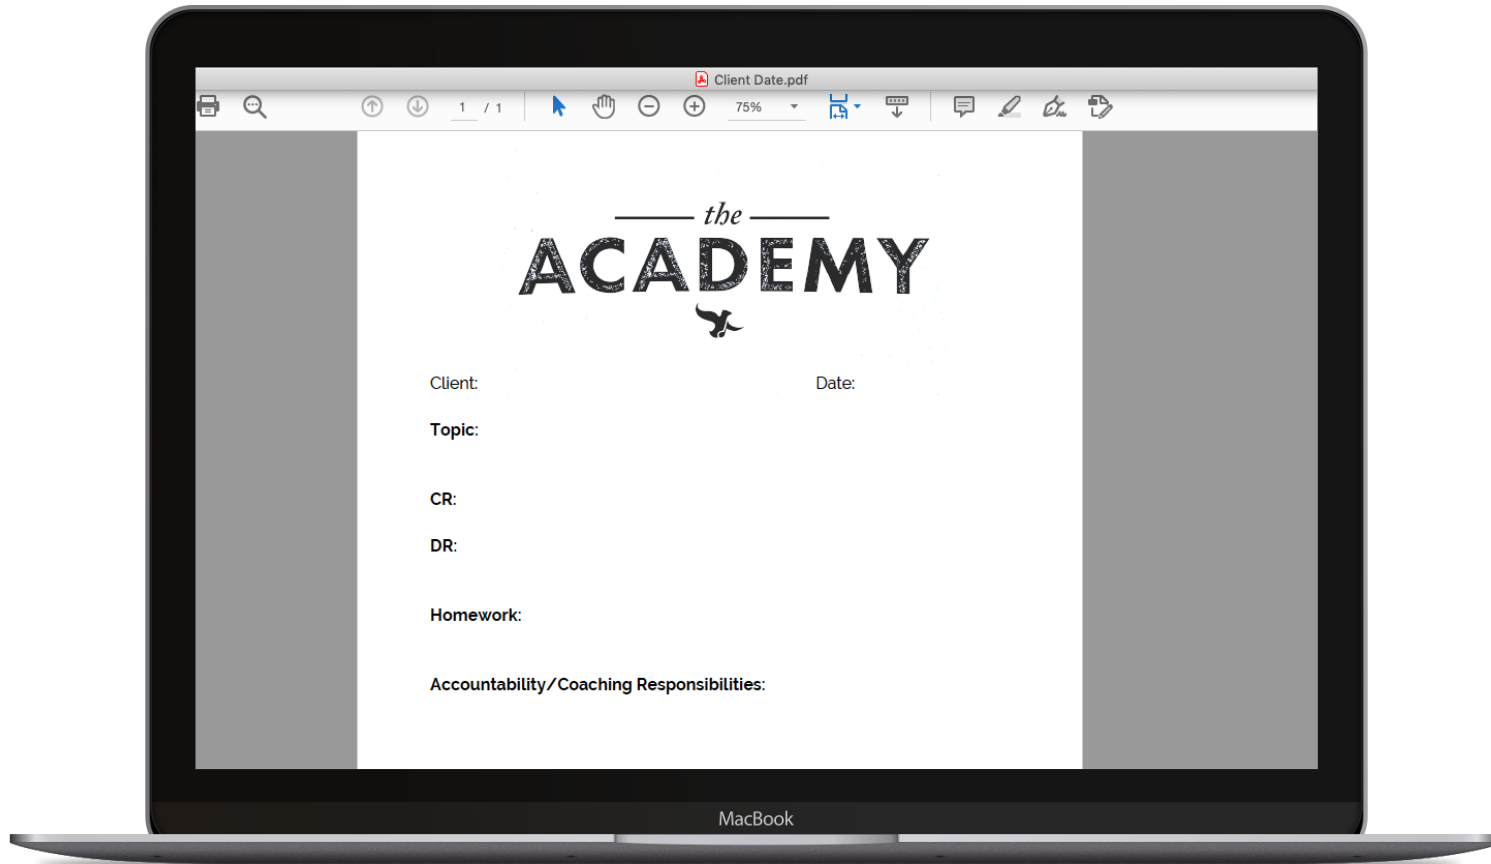 Client Date.pdf
1 / 1 75%
the
ACADEMY
Client: Date:
Topic:
CR:
DR:
Homework:
Accountability/Coaching Responsibilities:
MacBook